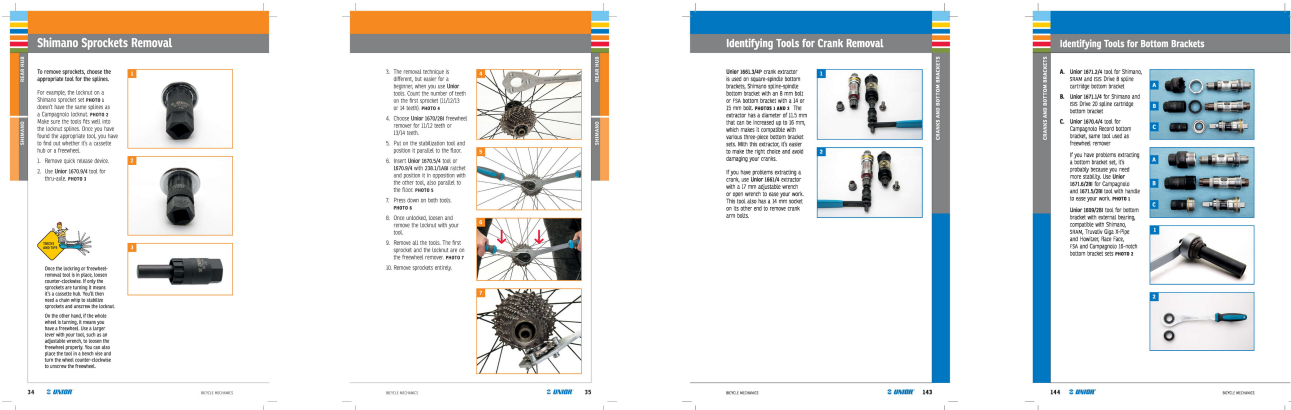 Shimano Sprockets Removal
REAR HUB
SHIMANO
To remove sprockets, choose the
appropriate tool for the splines.
For example, the locknut on a
Shimano sprocket set PHOTO 1
doesn't have the same splines as
a Campagnolo locknut. PHOTO 2
Make sure the tools fits well into
the locknut splines. Once you have
found the appropriate tool, you have
to find out whether it's a cassette
hub or a freewheel.
1. Remove quick release device.
2. Use Unior 1670.9/4 tool for
thru-axle. PHOTO 3
TRICKS
AND TIPS
Once the lockring or freewheel-
removal tool is in place, loosen
counter-clockwise. If only the
sprockets are turning it means
it's a cassette hub. You'll then
need a chain whip to stabilize
sprockets and unscrew the locknut.
On the other hand, if the whole
wheel is turning, it means you
have a freewheel. Use a larger
lever with your tool, such as an
adjustable wrench, to loosen the
freewheel properly. You can also
place the tool in a bench vise and
turn the wheel counter-clockwise
to unscrew the freewheel.
1
2
3
34 UNIOR
BICYCLE MECHANICS
3. The removal technique is
different, but easier for a
beginner, when you use Unior
tools. Count the number of teeth
on the first sprocket (11/12/13
or 14 teeth). PHOTO 4
4. Choose Unior 1670/2BI freewheel
remover for 11/12 teeth or
13/14 teeth.
5. Put on the stabilization tool and
position it parallel to the floor.
6. Insert Unior 1670.5/4 tool or
1670.9/4 with 238.1/1ABI ratchet
and position it in opposition with
the other tool, also parallel to
the floor. PHOTO 5
7. Press down on both tools.
PHOTO 6
8. Once unlocked, loosen and
remove the locknut with your
tool.
9. Remove all the tools. The first
sprocket and the locknut are on
the freewheel remover. PHOTO 7
10. Remove sprockets entirely.
4
5
6
7
REAR HUB
SHIMANO
BICYCLE MECHANICS
UNIOR 35
Identifying Tools for Crank Removal
Unior 1661.3/4P crank extractor
is used on square-spindle bottom
brackets, Shimano spline-spindle
bottom bracket with an 8 mm bolt
or FSA bottom bracket with a 14 or
15 mm bolt. PHOTOS 1 AND 2 The
extractor has a diameter of 11.5 mm
that can be increased up to 16 mm,
which makes it compatible with
various three-piece bottom bracket
sets. With this extractor, it's easier
to make the right choice and avoid
damaging your cranks.
If you have problems extracting a
crank, use Unior 1661/4 extractor
with a 17 mm adjustable wrench
or open wrench to ease your work.
This tool also has a 14 mm socket
on its other end to remove crank
arm bolts.
1
2
CRANKS AND BOTTOM BRACKETS
BICYCLE MECHANICS
UNIOR 143
Identifying Tools for Bottom Brackets
CRANKS AND BOTTOM BRACKETS
A. Unior 1671.2/4 tool for Shimano,
SRAM and ISIS Drive 8 spline
cartridge bottom bracket
B. Unior 1671.1/4 for Shimano and
ISIS Drive 20 spline cartridge
bottom bracket
C. Unior 1670.4/4 tool for
Campagnolo Record bottom
bracket, same tool used as
freewheel remover
If you have problems extracting
a bottom bracket set, it's
probably because you need
more stability. Use Unior
1671.6/2BI for Campagnolo
and 1671.5/2BI tool with handle
to ease your work. PHOTO 1
Unior 1608/2BI tool for bottom
bracket with external bearing,
compatible with Shimano,
SRAM, Truvativ Giga X-Pipe
and Howitzer, Race Face,
FSA and Campagnolo 16-notch
bottom bracket sets PHOTO 2
A
B
C
A
B
C
1
2
144 UNIOR
BICYCLE MECHANICS